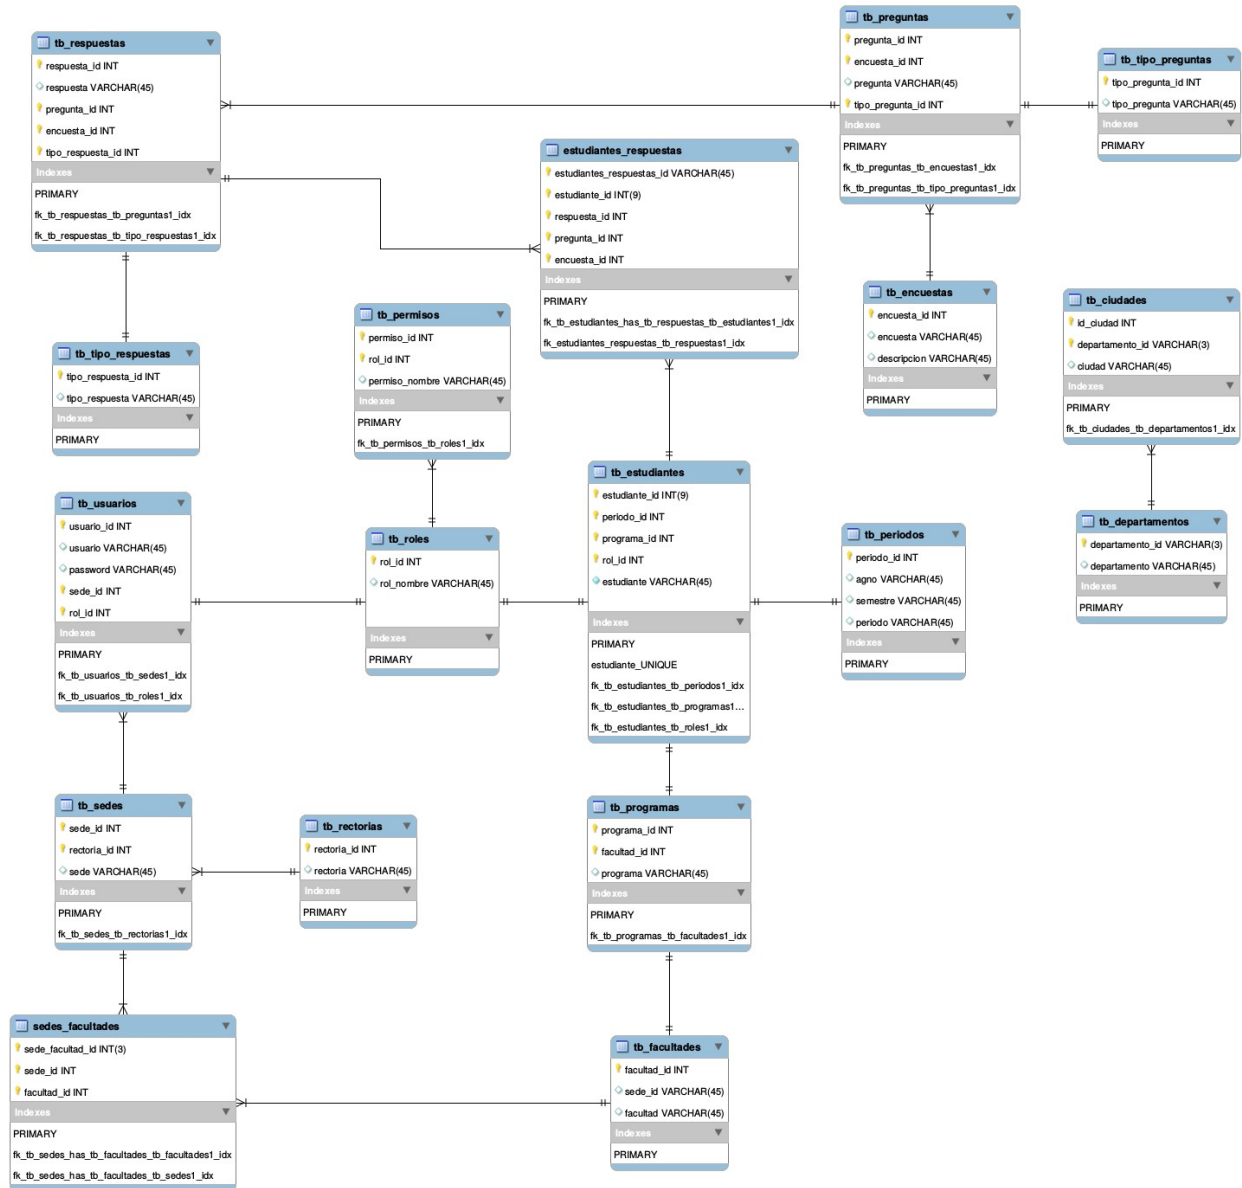 tb_respuestas
respuesta_id INT
respuesta VARCHAR(45)
pregunta_id INT
encuesta_id INT
tipo_respuesta_id INT
Indexes
PRIMARY
fk_tb_respuestas_tb_preguntas1_idx
fk_tb_respuestas_tb_tipo_respuestas1_idx
tb_preguntas
pregunta_id INT
encuesta_id INT
pregunta VARCHAR(45)
tipo_pregunta_id INT
Indexes
PRIMARY
fk_tb_preguntas_tb_encuestas1_idx
fk_tb_preguntas_tb_tipo_preguntas1_idx
tb_tipo_preguntas
tipo_pregunta_id INT
tipo_pregunta VARCHAR(45)
Indexes
PRIMARY
estudiantes_respuestas
estudiantes_respuestas_id VARCHAR(45)
estudiante_id INT(9)
respuesta_id INT
pregunta_id INT
encuesta_id INT
Indexes
PRIMARY
fk_tb_estudiantes_has_tb_respuestas_tb_estudiantes1_idx
fk_estudiantes_respuestas_tb_respuestas1_idx
tb_encuestas
encuesta_id INT
encuesta VARCHAR(45)
descripcion VARCHAR(45)
Indexes
PRIMARY
tb_ciudades
id_ciudad INT
departamento_id VARCHAR(3)
ciudad VARCHAR(45)
Indexes
PRIMARY
fk_tb_ciudades_tb_departamentos1_idx
tb_tipo_respuestas
tipo_respuesta_id INT
tipo_respuesta VARCHAR(45)
Indexes
PRIMARY
tb_permisos
permiso_id INT
rol_id INT
permiso_nombre VARCHAR(45)
Indexes
PRIMARY
fk_tb_permisos_tb_roles1_idx
tb_usuarios
usuario_id INT
usuario VARCHAR(45)
password VARCHAR(45)
sede_id INT
rol_id INT
Indexes
PRIMARY
fk_tb_usuarios_tb_sedes1_idx
fk_tb_usuarios_tb_roles1_idx
tb_roles
rol_id INT
rol_nombre VARCHAR(45)
Indexes
PRIMARY
tb_estudiantes
estudiante_id INT(9)
periodo_id INT
programa_id INT
rol_id INT
estudiante VARCHAR(45)
Indexes
PRIMARY
estudiante_UNIQUE
fk_tb_estudiantes_tb_periodos1_idx
fk_tb_estudiantes_tb_programas1...
fk_tb_estudiantes_tb_roles1_idx
tb_periodos
periodo_id INT
agno VARCHAR(45)
semestre VARCHAR(45)
periodo VARCHAR(45)
Indexes
PRIMARY
tb_departamentos
departamento_id VARCHAR(3)
departamento VARCHAR(45)
Indexes
PRIMARY
tb_sedes
sede_id INT
rectoria_id INT
sede VARCHAR(45)
Indexes
PRIMARY
fk_tb_sedes_tb_rectorias1_idx
tb_rectorias
rectoria_id INT
rectoria VARCHAR(45)
Indexes
PRIMARY
tb_programas
programa_id INT
facultad_id INT
programa VARCHAR(45)
Indexes
PRIMARY
fk_tb_programas_tb_facultades1_idx
sedes_facultades
sede_facultad_id INT(3)
sede_id INT
facultad_id INT
Indexes
PRIMARY
fk_tb_sedes_has_tb_facultades_tb_facultades1_idx
fk_tb_sedes_has_tb_facultades_tb_sedes1_idx
tb_facultades
facultad_id INT
sede_id VARCHAR(45)
facultad VARCHAR(45)
Indexes
PRIMARY